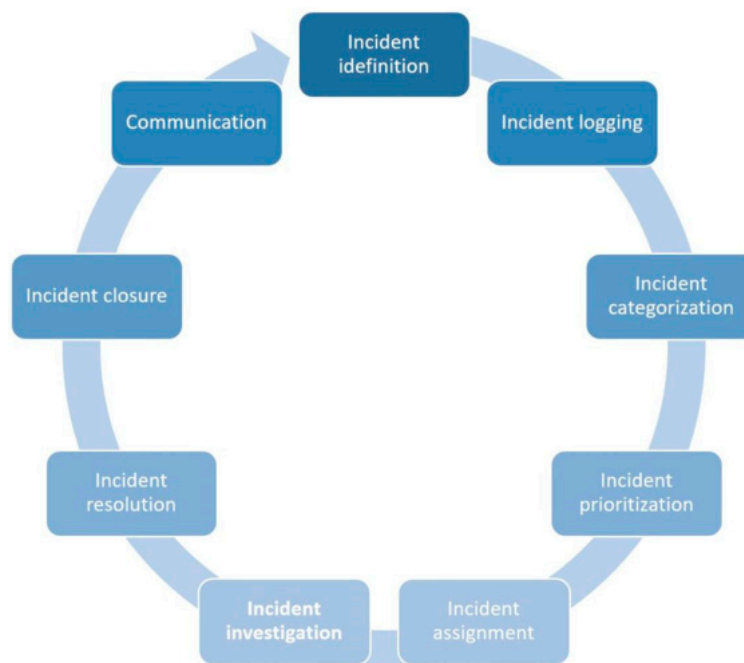 Incident
idefinition
Incident logging
Incident
categorization
Incident
prioritization
Incident
assignment
Incident
investigation
Incident
resolution
Incident closure
Communication